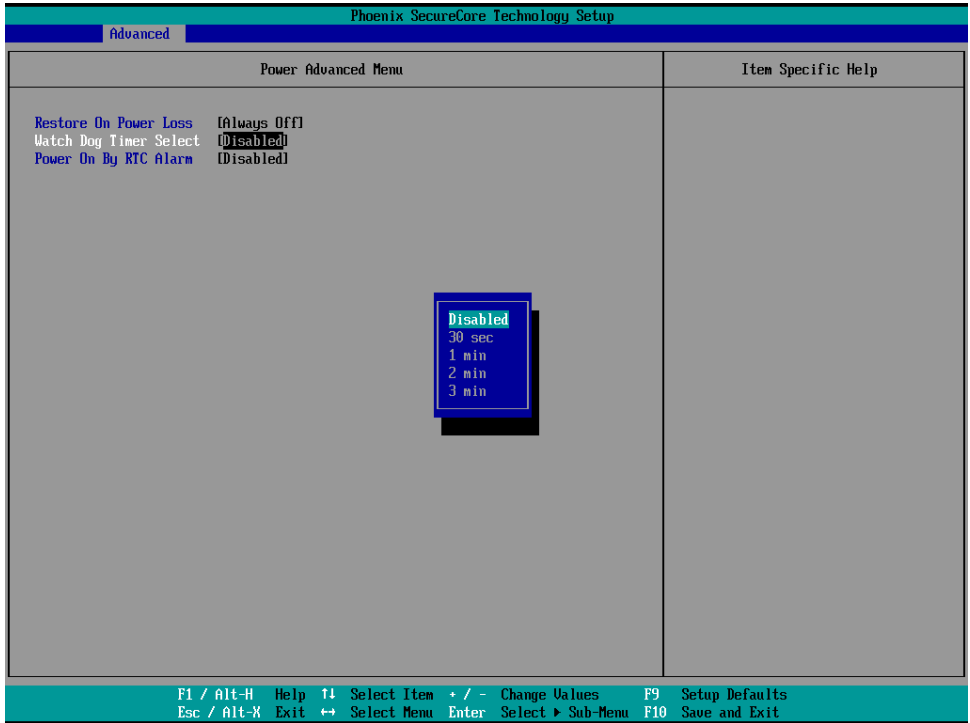 Phoenix SecureCore Technology Setup
Advanced
Power Advanced Menu
Item Specific Help
Restore On Power Loss [Always Off]
Watch Dog Timer Select [Disabled]
Power On By RTC Alarm [Disabled]
Disabled
30 sec
1 min
2 min
3 min
F1 / Alt-H Help ↑↓ Select Item + / - Change Values F9 Setup Defaults
Esc / Alt-X Exit ↔ Select Menu Enter Select ▶ Sub-Menu F10 Save and Exit